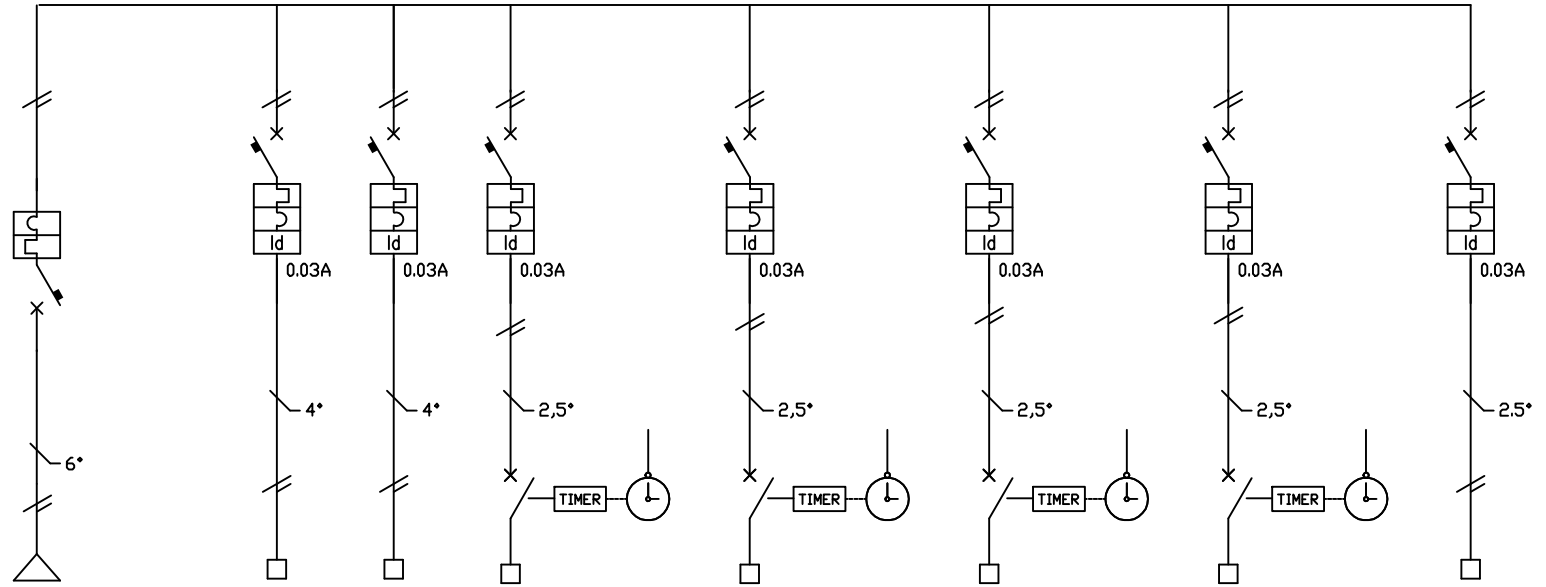 Id Id Id Id Id Id Id
0.03A 0.03A 0.03A 0.03A 0.03A 0.03A 0.03A
4° 4° 2,5° 2,5° 2,5° 2,5° 2.5°
6°
TIMER TIMER TIMER TIMER